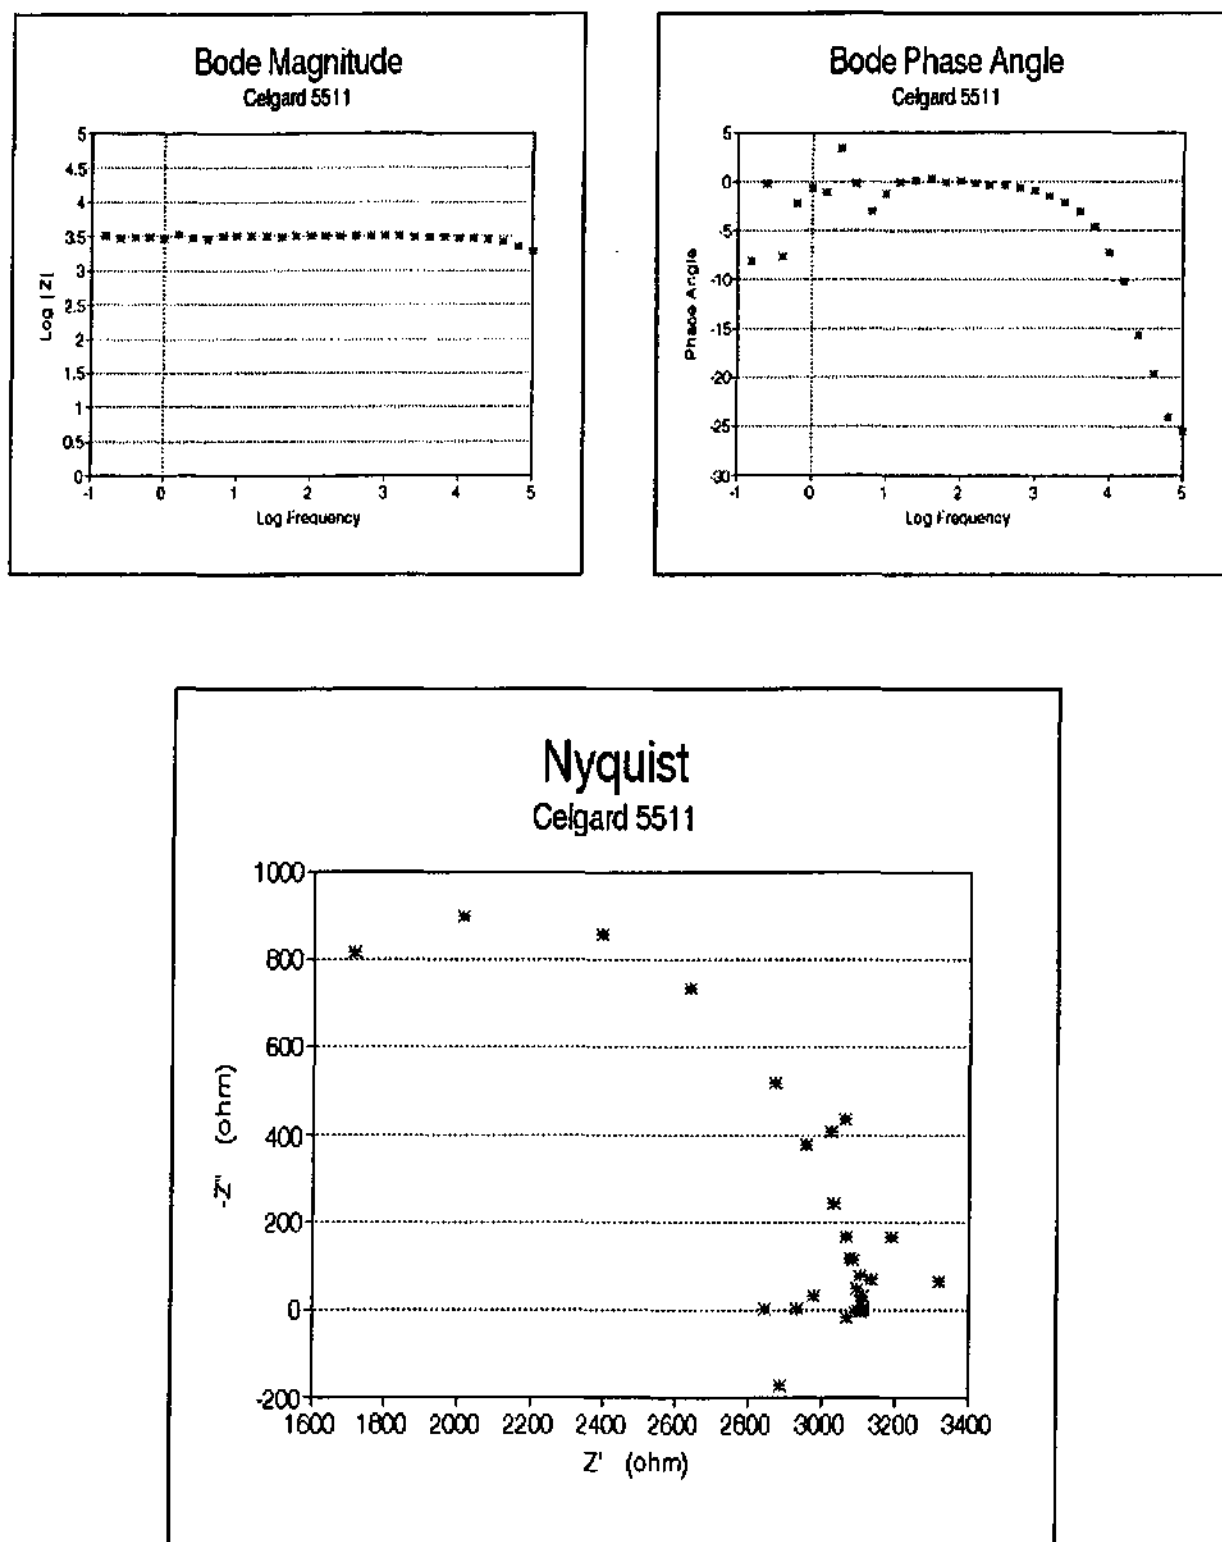 Bode Magnitude
Celgard 5511
5
4.5
4
3.5
3
2.5
2
1.5
1
0.5
0
-1 0 1 2 3 4 5
Log |Z|
Log Frequency
Bode Phase Angle
Celgard 5511
5
0
-5
-10
-15
-20
-25
-30
-1 0 1 2 3 4 5
Phase Angle
Log Frequency
Nyquist
Celgard 5511
1000
800
600
400
200
0
-200
1600 1800 2000 2200 2400 2600 2800 3000 3200 3400
-Z" (ohm)
Z' (ohm)